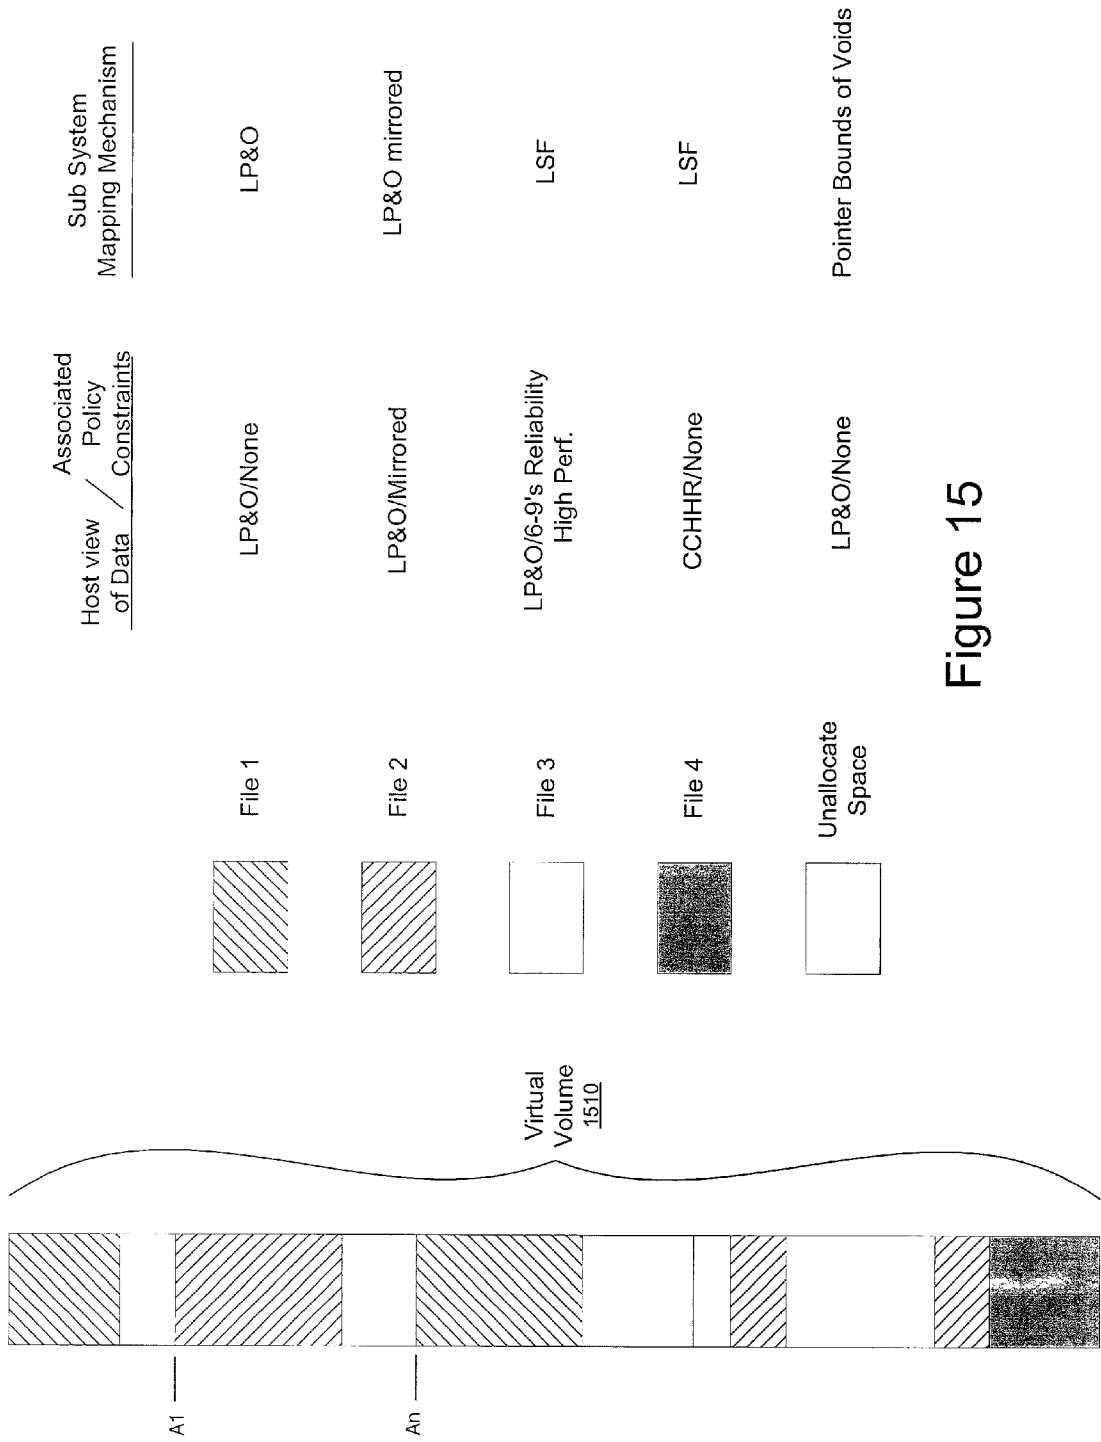 Host view
of Data
/
Associated
Policy
Constraints
Sub System
Mapping Mechanism
File 1
LP&O/None
LP&O
File 2
LP&O/Mirrored
LP&O mirrored
File 3
LP&O/6-9's Reliability
High Perf.
LSF
File 4
CCHHR/None
LSF
Unallocate
Space
LP&O/None
Pointer Bounds of Voids
A1
An
Virtual
Volume
1510
Figure 15